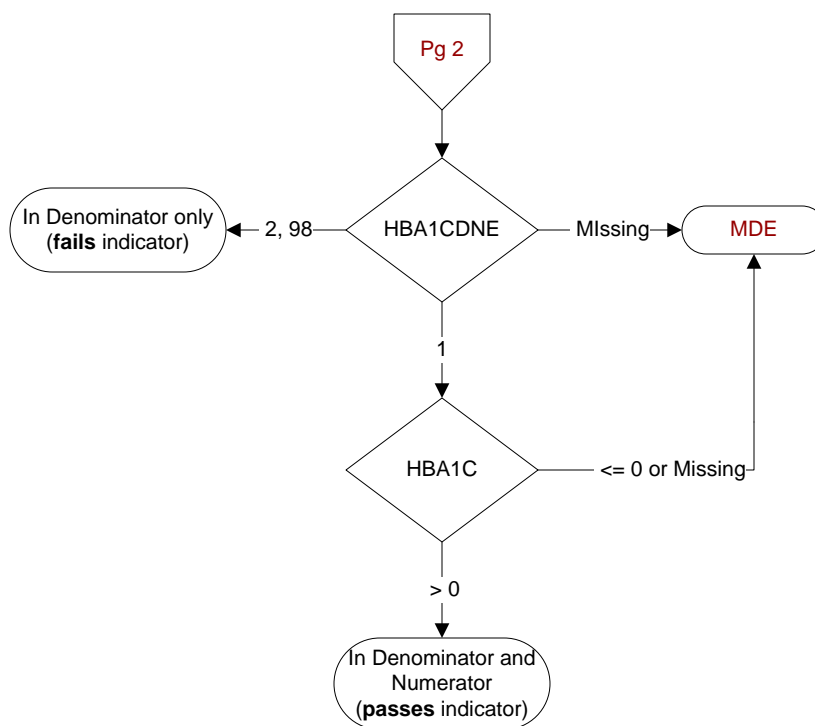 Pg 2
In Denominator only
(fails indicator)
2, 98
HBA1CDNE
MIssing
MDE
1
HBA1C
<= 0 or Missing
> 0
In Denominator and
Numerator
(passes indicator)